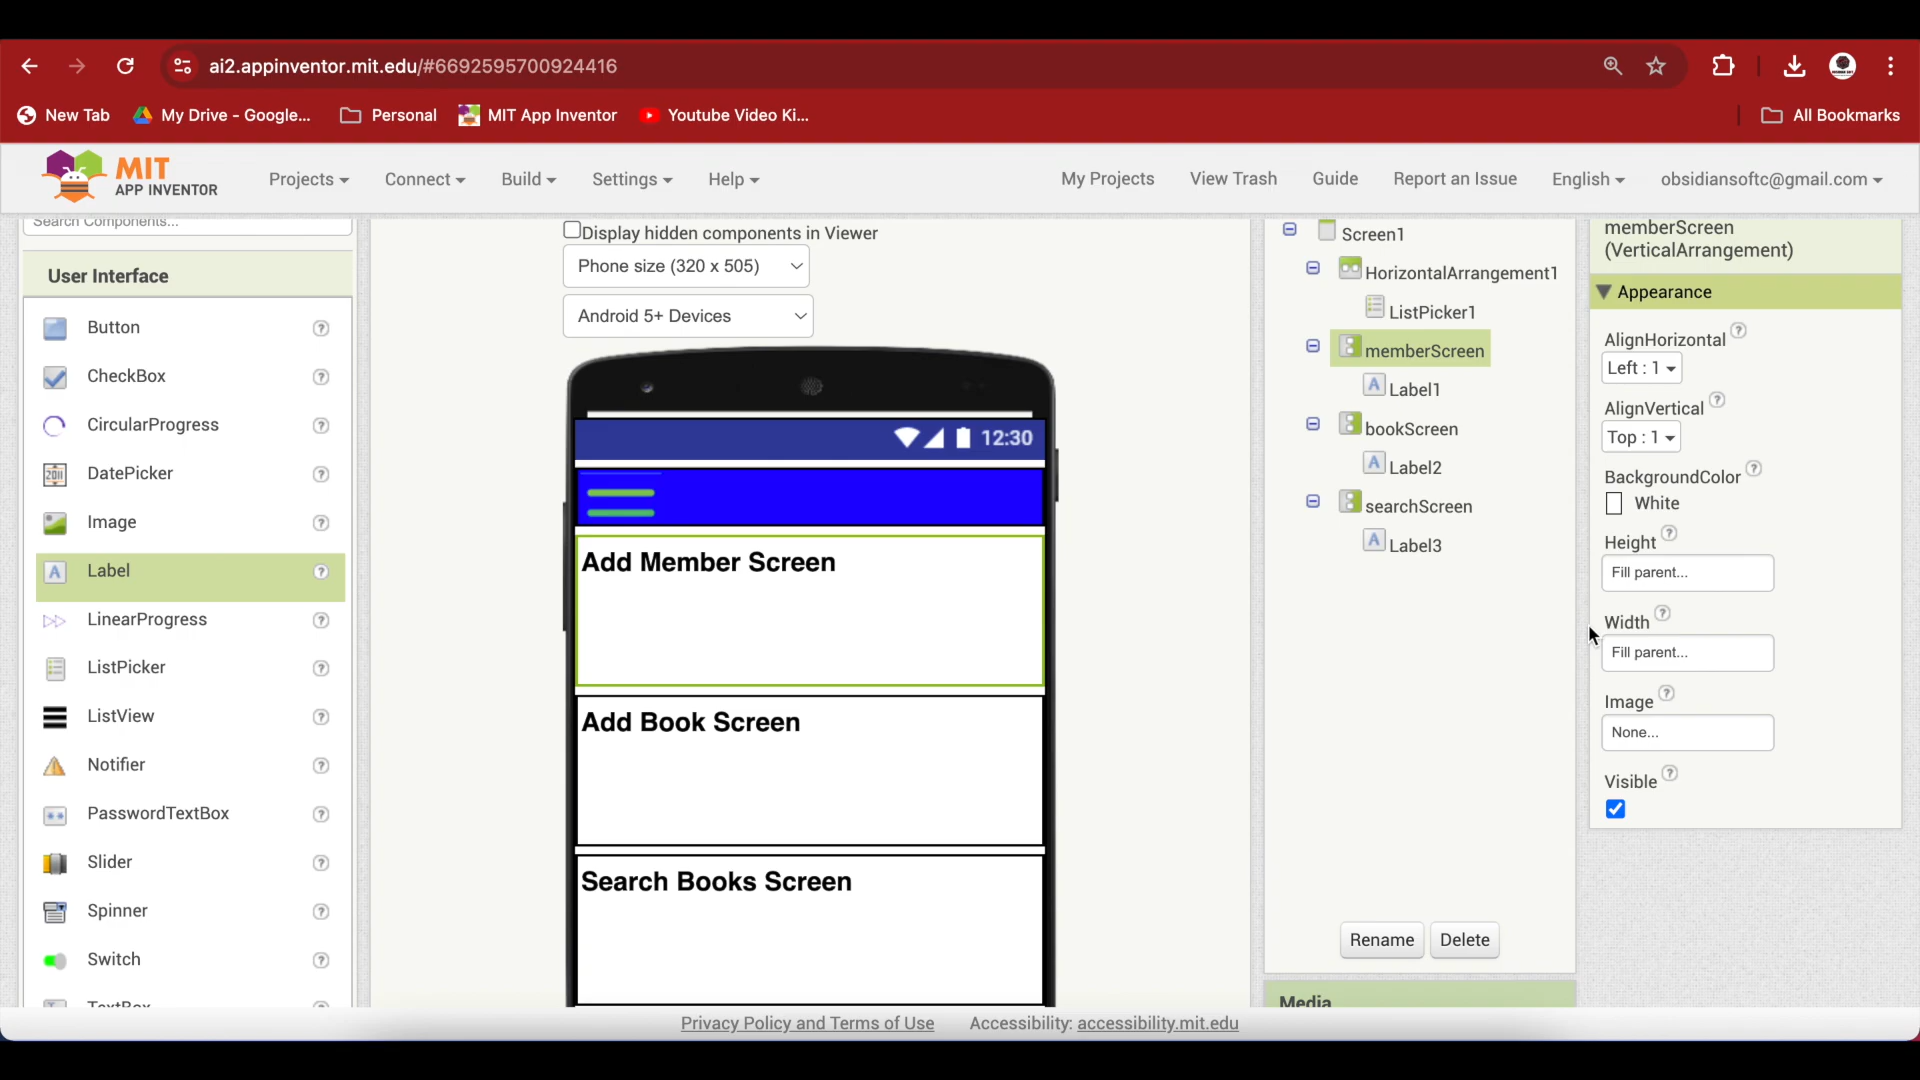 ai2.appinventor.mit.edu/#6692595700924416
New Tab
My Drive - Google...
Personal
MIT App Inventor
Youtube Video Ki...
All Bookmarks
MIT
APP INVENTOR
Projects
Connect
Build
Settings
Help
My Projects
View Trash
Guide
Report an Issue
English
obsidiansoftc@gmail.com
Search Components...
User Interface
Button
?
CheckBox
?
CircularProgress
?
2011
DatePicker
?
Image
?
A
Label
?
LinearProgress
?
ListPicker
?
ListView
?
Notifier
?
PasswordTextBox
?
Slider
?
Spinner
?
Switch
?
TextBox
Display hidden components in Viewer
Phone size (320 x 505)
Android 5+ Devices
12:30
Add Member Screen
Add Book Screen
Search Books Screen
Screen1
HorizontalArrangement1
ListPicker1
memberScreen
A
Label1
bookScreen
A
Label2
searchScreen
A
Label3
Rename
Delete
Media
memberScreen
(VerticalArrangement)
Appearance
AlignHorizontal
?
Left : 1
AlignVertical
?
Top : 1
BackgroundColor
?
White
Height
?
Fill parent...
Width
?
Fill parent...
Image
?
None...
Visible
?
Privacy Policy and Terms of Use
Accessibility: accessibility.mit.edu